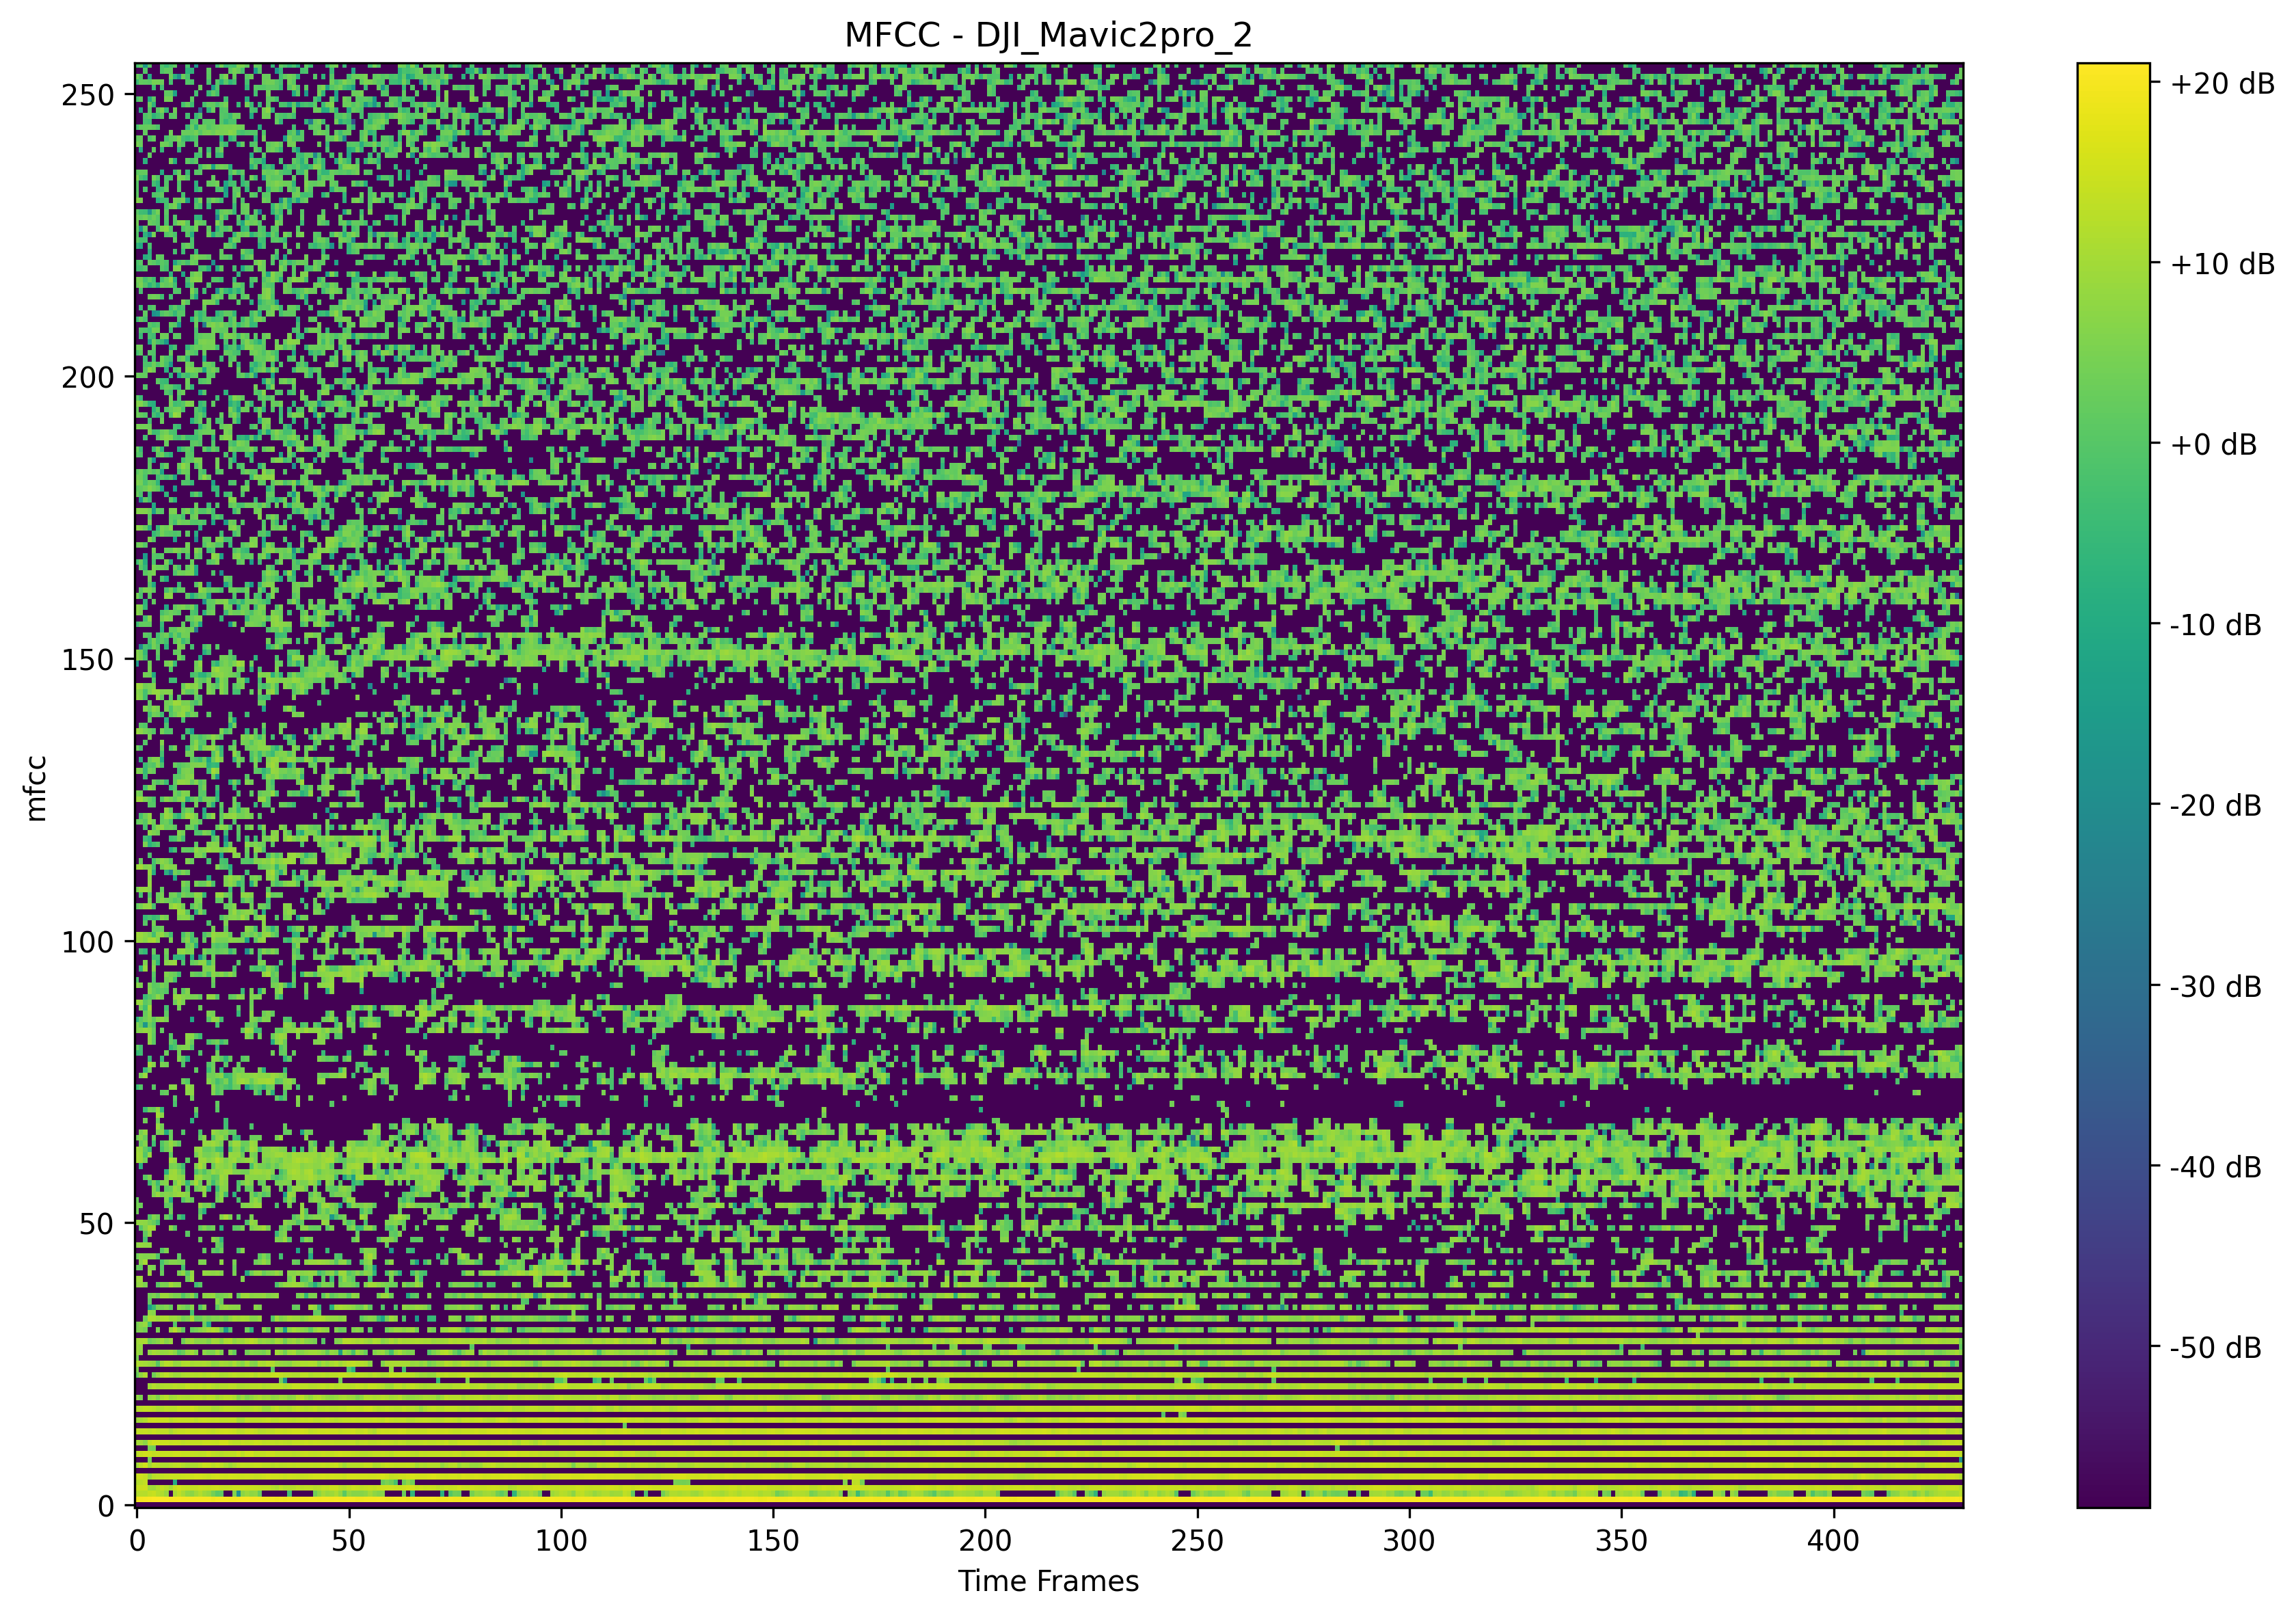 MFCC - DJI_Mavic2pro_2
250
200
150
100
50
0
mfcc
0 50 100 150 200 250 300 350 400
Time Frames
+20 dB
+10 dB
+0 dB
-10 dB
-20 dB
-30 dB
-40 dB
-50 dB